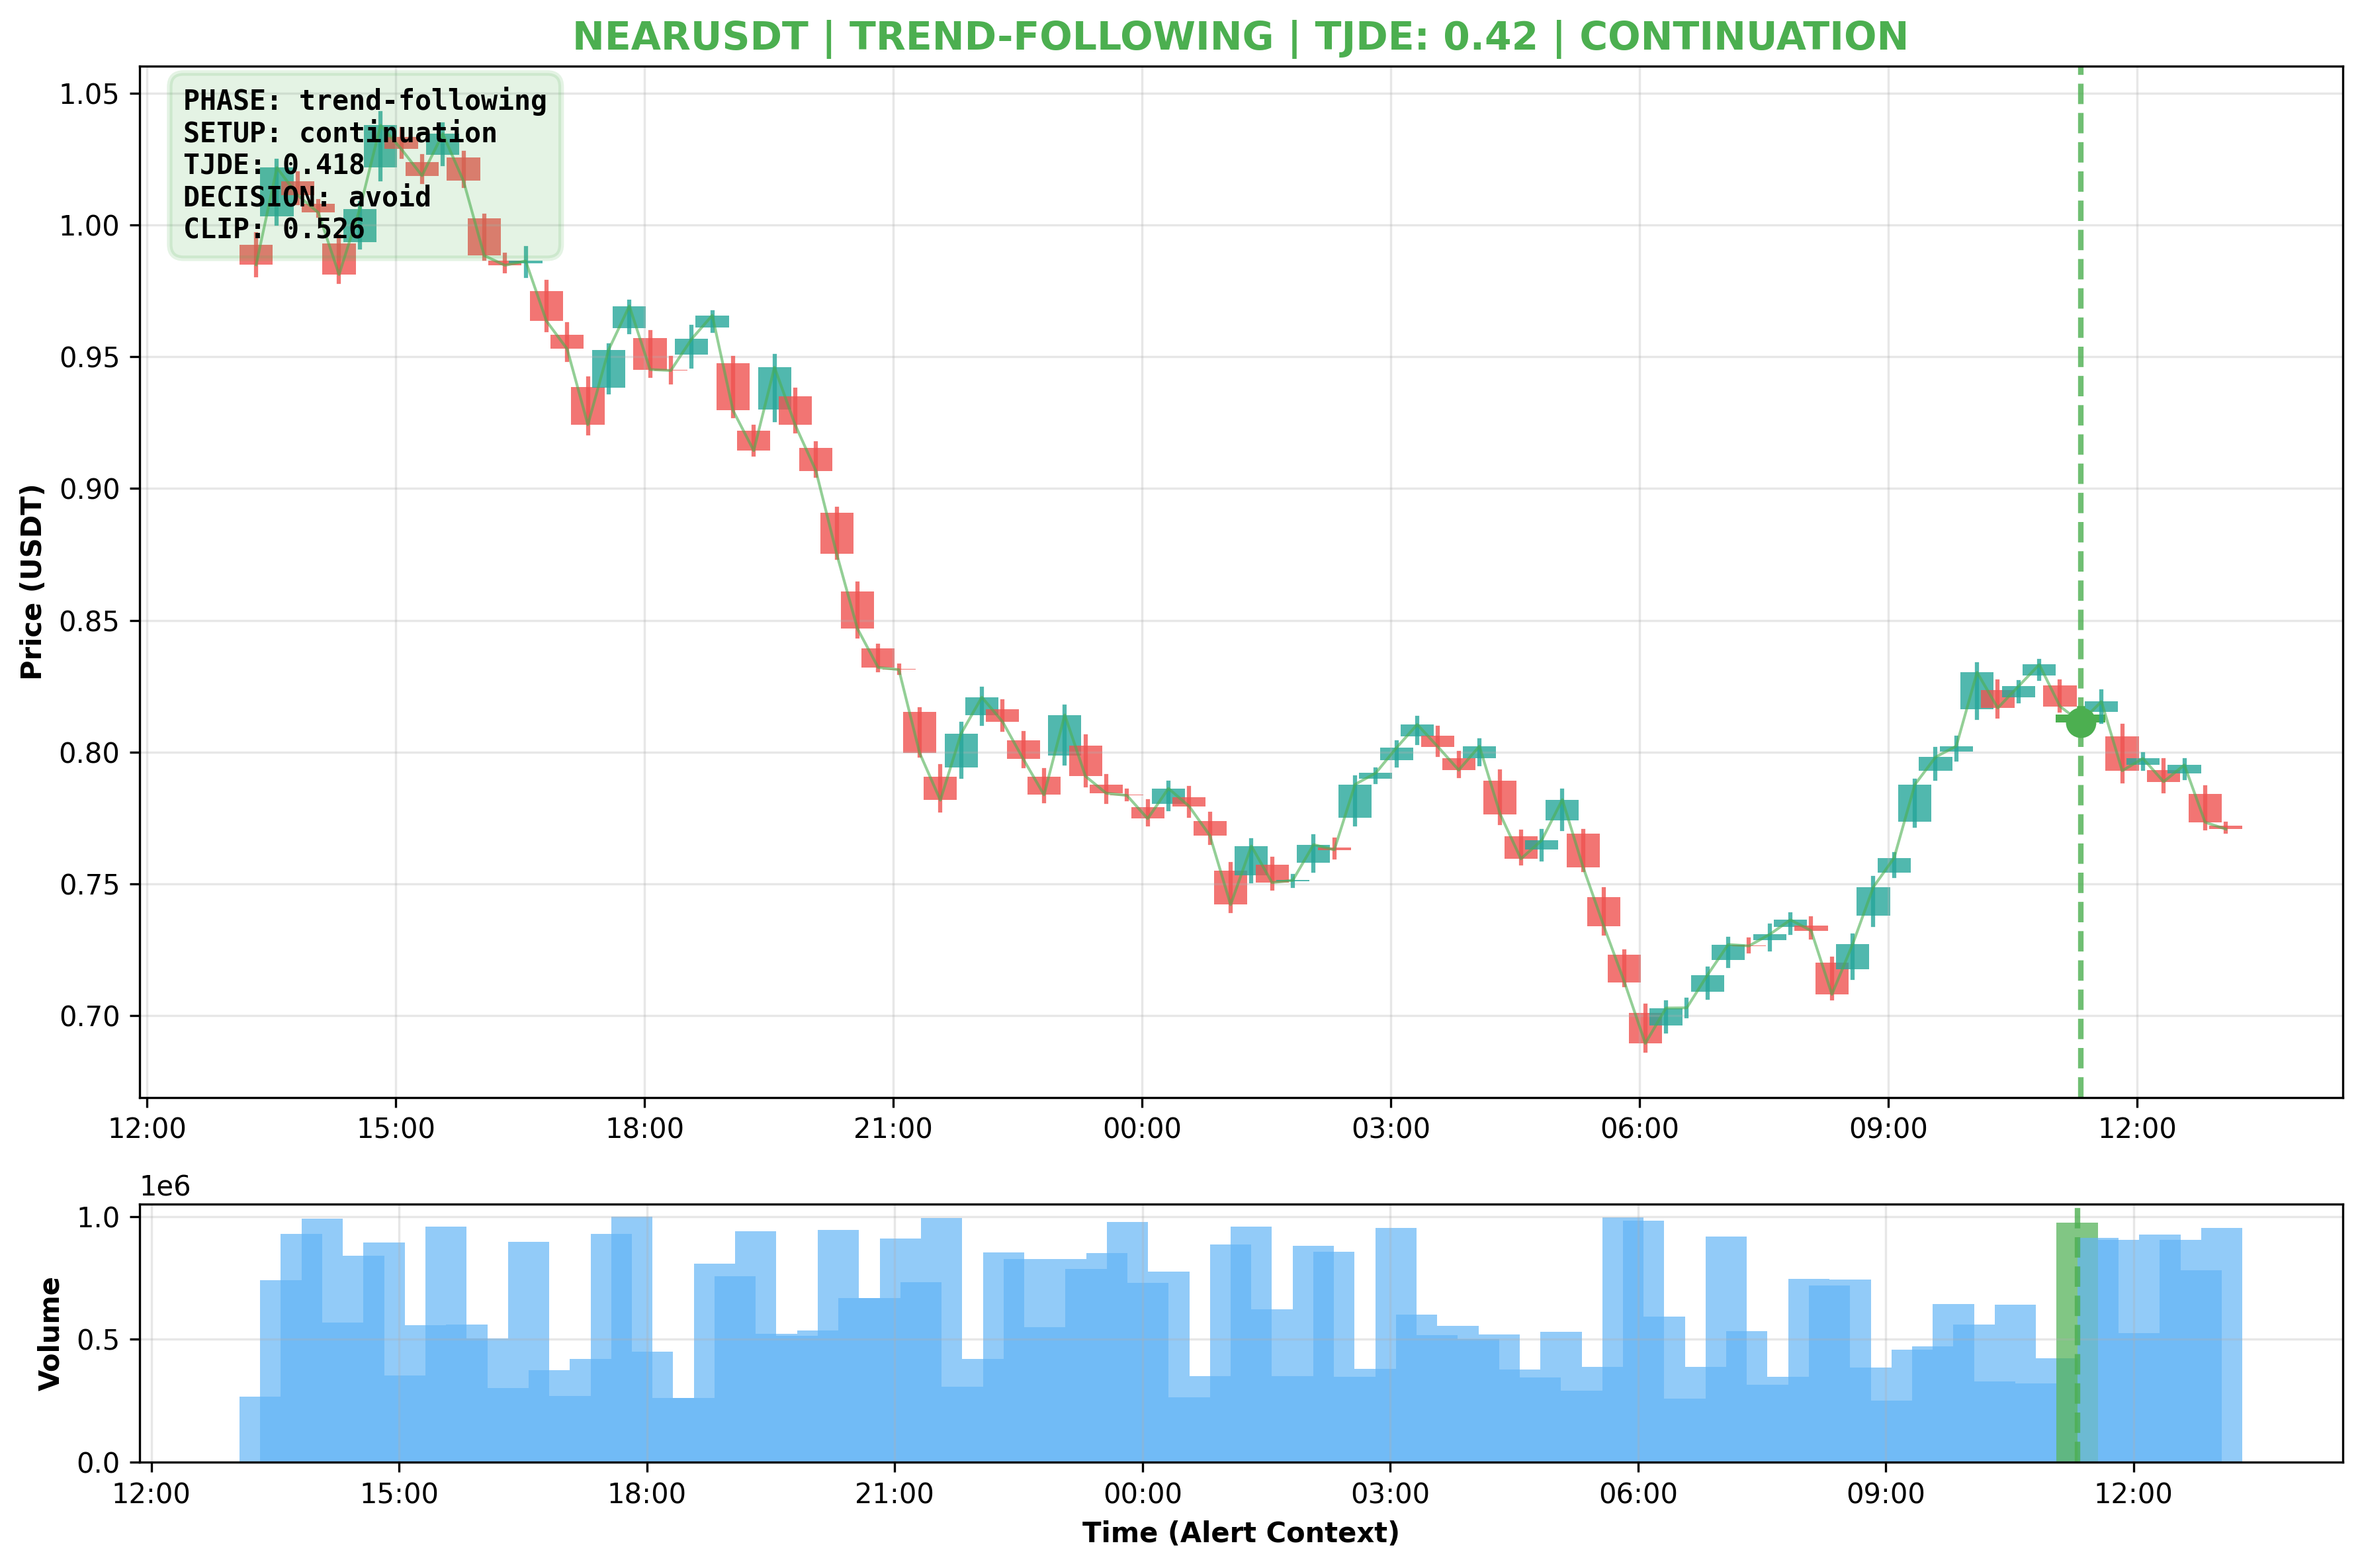 NEARUSDT | TREND-FOLLOWING | TJDE: 0.42 | CONTINUATION
PHASE: trend-following
SETUP: continuation
TJDE: 0.418
DECISION: avoid
CLIP: 0.526
Price (USDT)
1.05
1.00
0.95
0.90
0.85
0.80
0.75
0.70
12:00 15:00 18:00 21:00 00:00 03:00 06:00 09:00 12:00
1e6
Volume
1.0
0.5
0.0
12:00 15:00 18:00 21:00 00:00 03:00 06:00 09:00 12:00
Time (Alert Context)